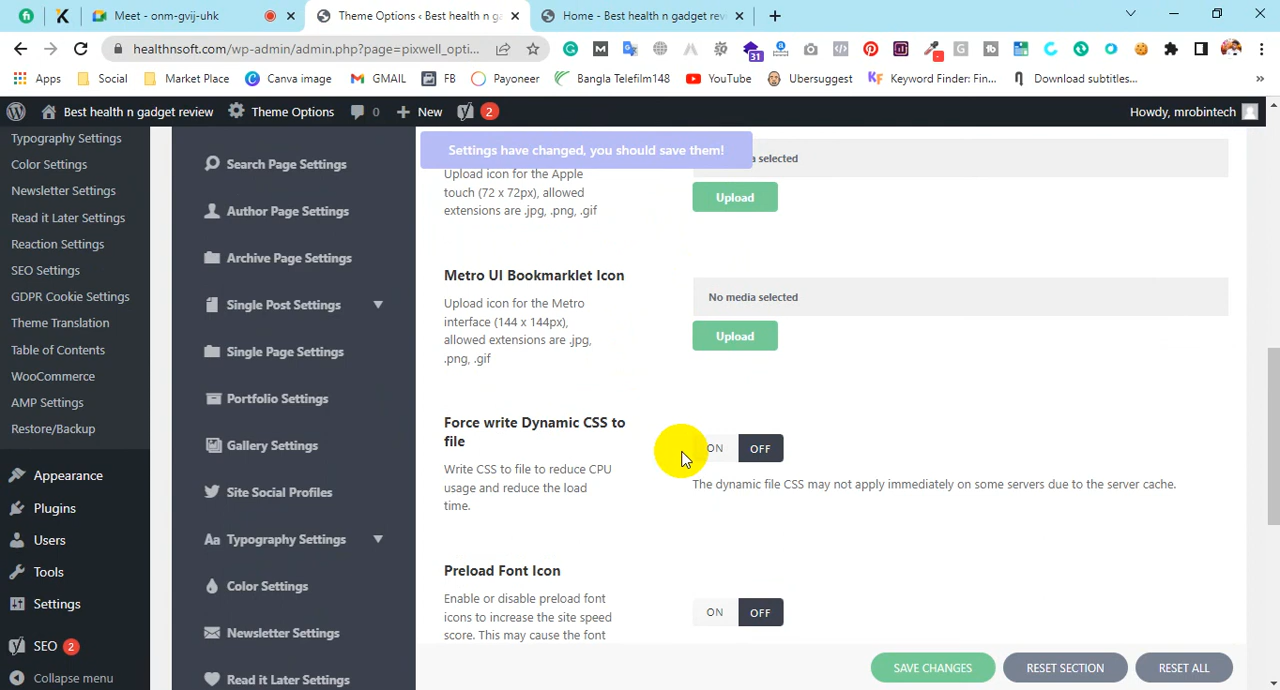 Meet - onm-gvij-uhk
Theme Options ‹ Best health n ga
Home - Best health n gadget rev
healthnsoft.com/wp-admin/admin.php?page=pixwell_opti...
31
Apps
Social
Market Place
Canva image
GMAIL
FB
Payoneer
Bangla Telefilm148
YouTube
Ubersuggest
Keyword Finder: Fin...
Download subtitles...
»
Best health n gadget review
Theme Options
0
New
2
Howdy, mrobintech
Typography Settings
Color Settings
Newsletter Settings
Read it Later Settings
Reaction Settings
SEO Settings
GDPR Cookie Settings
Theme Translation
Table of Contents
WooCommerce
AMP Settings
Restore/Backup
Appearance
Plugins
Users
Tools
Settings
SEO 2
Collapse menu
Search Page Settings
Author Page Settings
Archive Page Settings
Single Post Settings
Single Page Settings
Portfolio Settings
Gallery Settings
Site Social Profiles
Aa Typography Settings
Color Settings
Newsletter Settings
Read it Later Settings
Settings have changed, you should save them!
a selected
Upload icon for the Apple
touch (72 x 72px), allowed
extensions are .jpg, .png, .gif
Upload
Metro UI Bookmarklet Icon
Upload icon for the Metro
interface (144 x 144px),
allowed extensions are .jpg,
.png, .gif
No media selected
Upload
Force write Dynamic CSS to
file
Write CSS to file to reduce CPU
usage and reduce the load
time.
ON OFF
The dynamic file CSS may not apply immediately on some servers due to the server cache.
Preload Font Icon
Enable or disable preload font
icons to increase the site speed
score. This may cause the font
ON OFF
SAVE CHANGES
RESET SECTION
RESET ALL